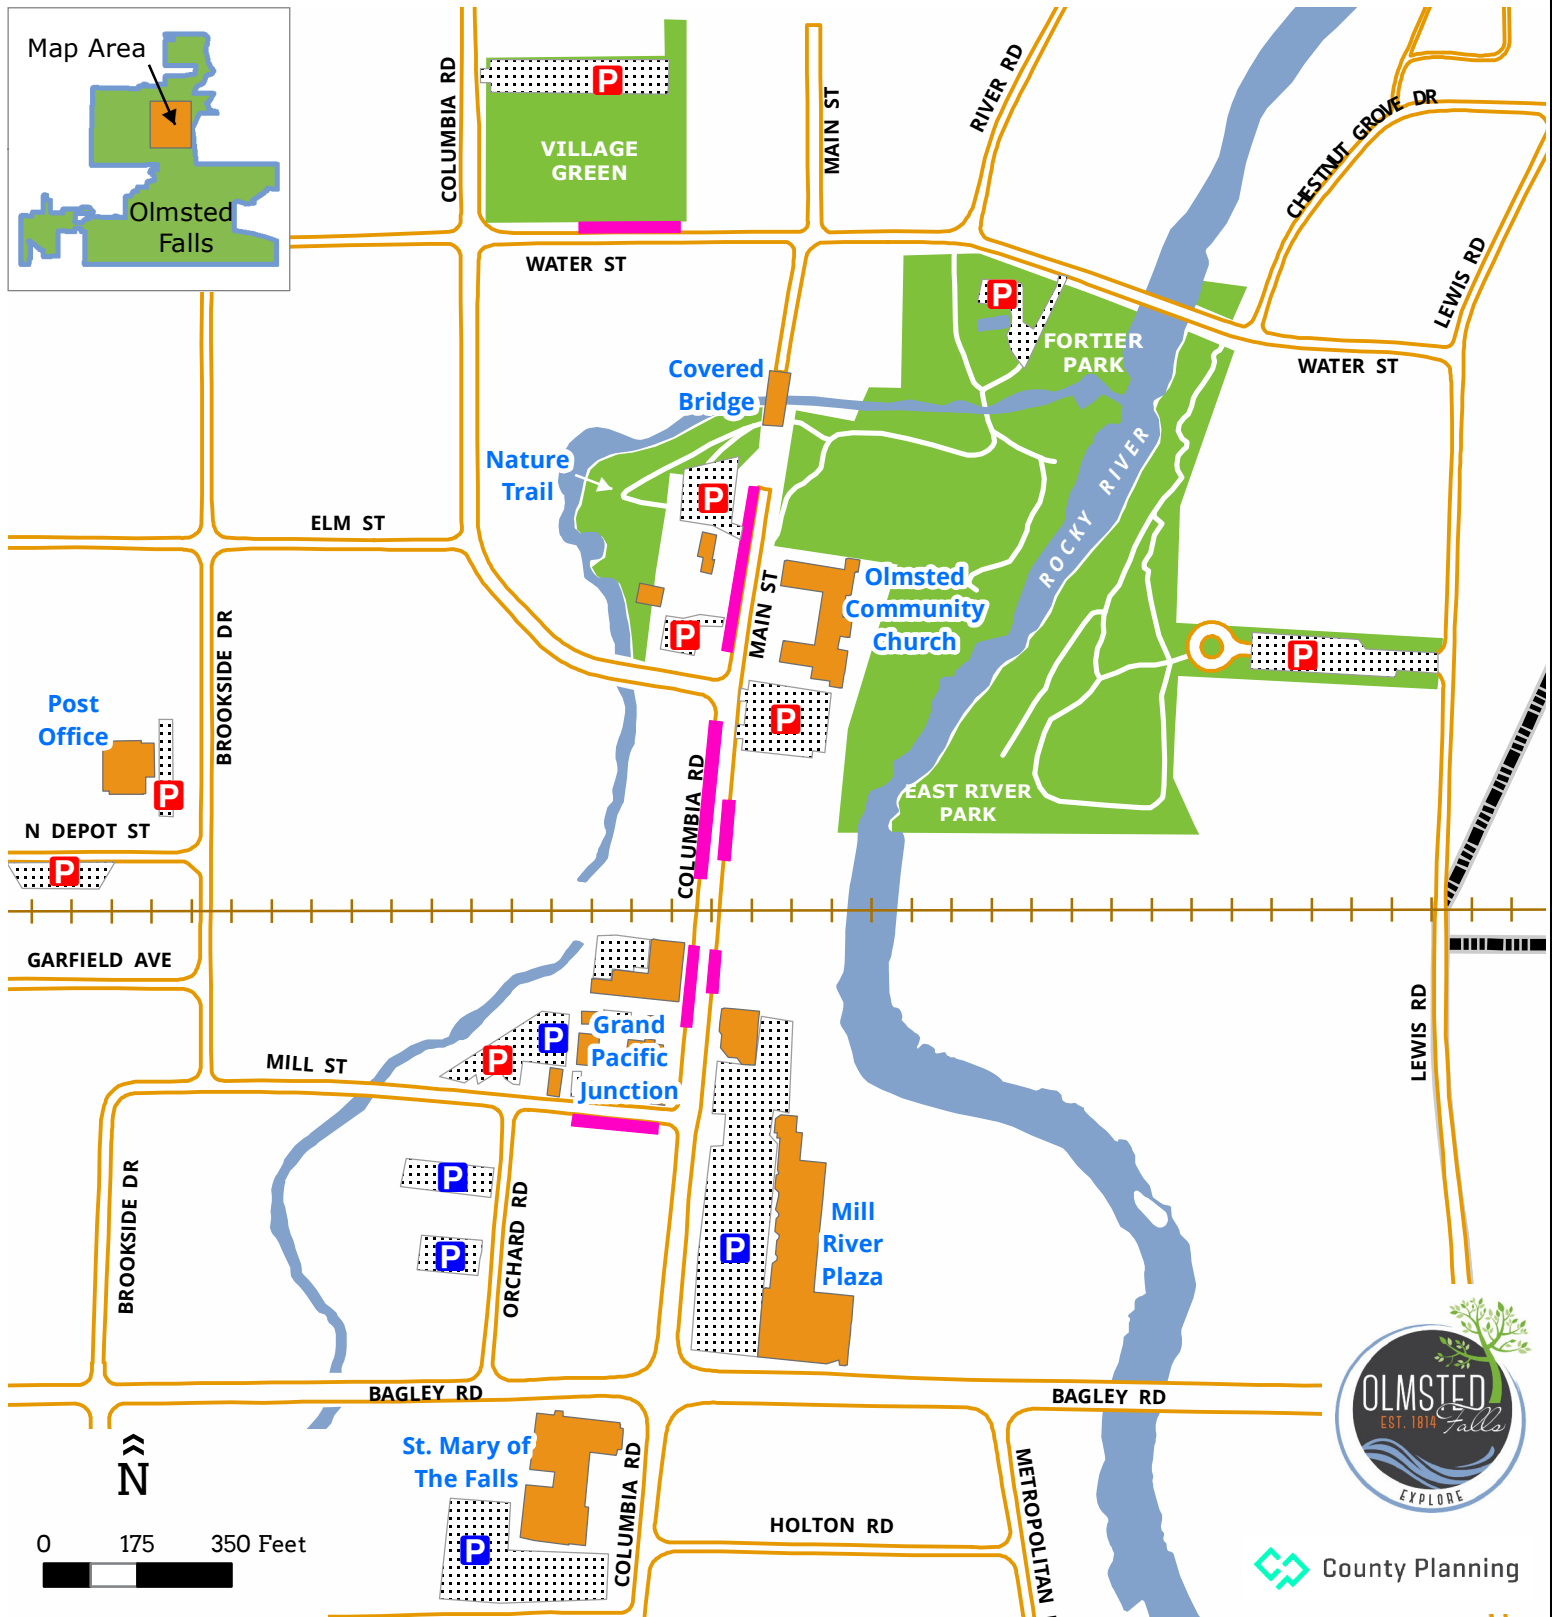 Map Area
Olmsted
Falls
COLUMBIA RD
P
VILLAGE
GREEN
MAIN ST
RIVER RD
CHESTNUT GROVE DR
LEWIS RD
WATER ST
P
FORTIER
PARK
WATER ST
Covered
Bridge
Nature
Trail
P
ELM ST
ROCKY RIVER
MAIN ST
Olmsted
Community
Church
P
P
BROOKSIDE DR
Post
Office
P
P
COLUMBIA RD
EAST RIVER
PARK
N DEPOT ST
P
GARFIELD AVE
LEWIS RD
Grand
Pacific
Junction
P
P
MILL ST
P
P
BROOKSIDE DR
ORCHARD RD
Mill
River
Plaza
P
BAGLEY RD
BAGLEY RD
St. Mary of
The Falls
P
COLUMBIA RD
HOLTON RD
METROPOLITAN
N
0 175 350 Feet
OLMSTED
EST. 1814 Falls
EXPLORE
County Planning